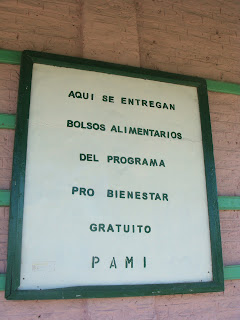 AQUI SE ENTREGAN
BOLSOS ALIMENTARIOS
DEL PROGRAMA
PRO BIENESTAR
GRATUITO
PAMI